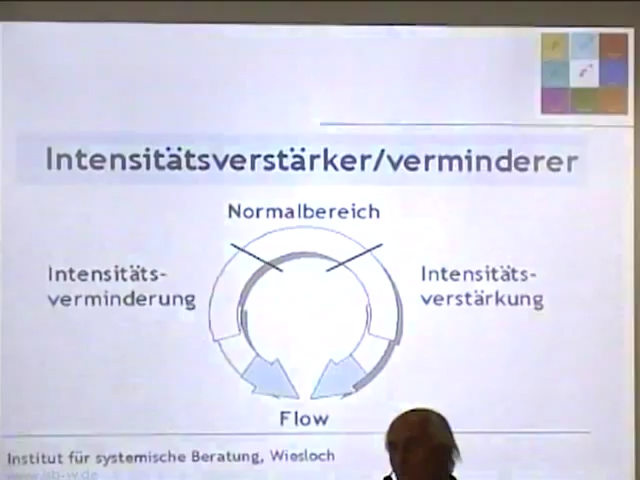 Intensitätsverstärker/verminderer
Normalbereich
Intensitäts-
verminderung
Intensitäts-
verstärkung
Flow
Institut für systemische Beratung, Wiesloch
www.isb-w.de